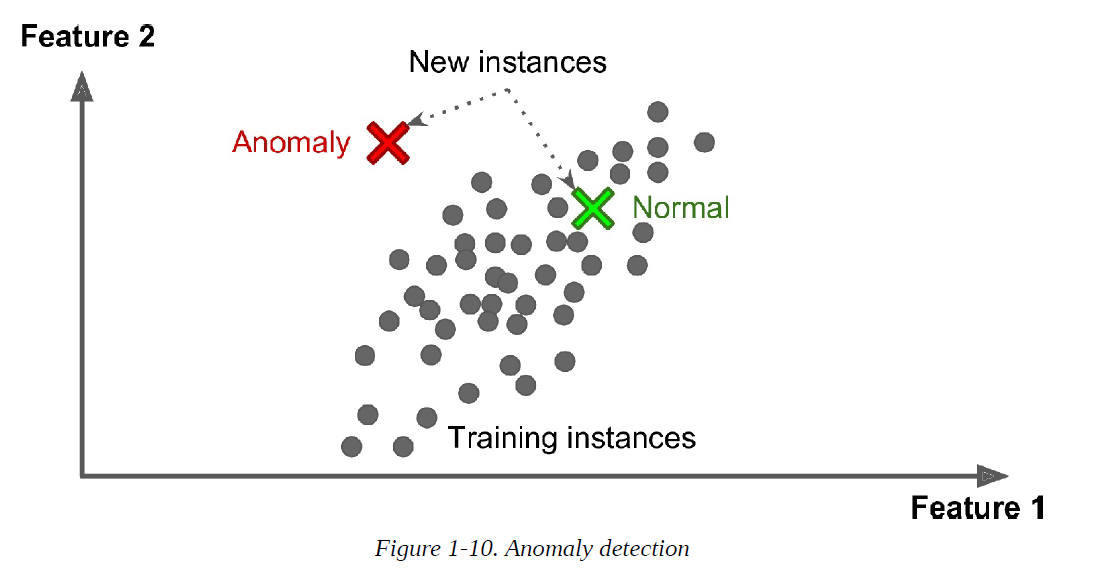 Feature 2
New instances
Anomaly
Normal
Training instances
Feature 1
Figure 1-10. Anomaly detection